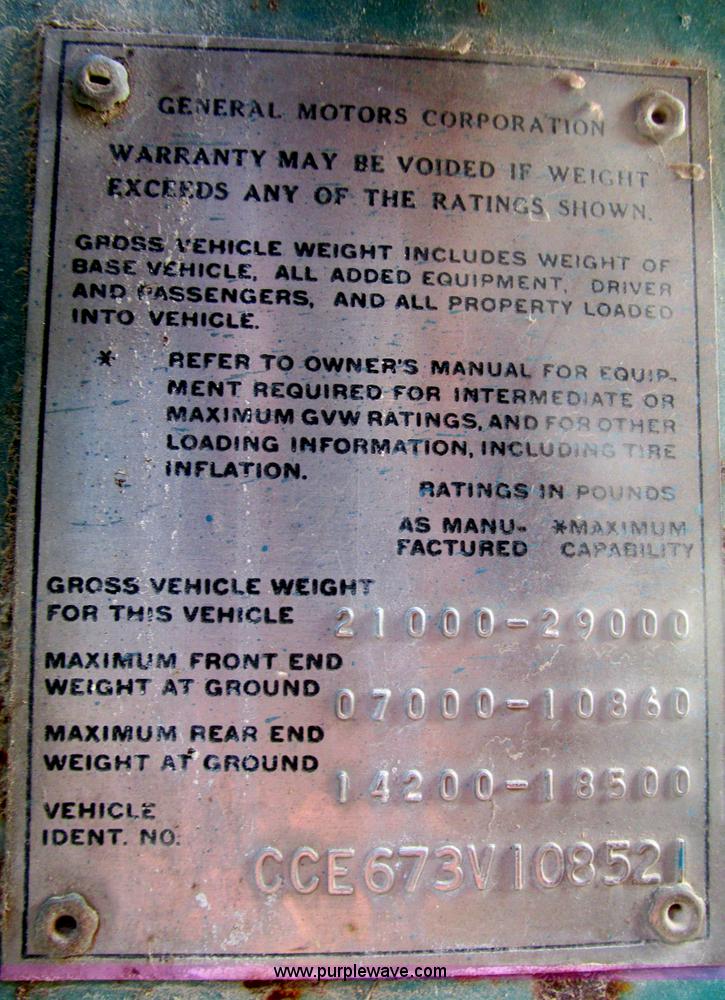 GENERAL MOTORS CORPORATION
WARRANTY MAY BE VOIDED IF WEIGHT
EXCEEDS ANY OF THE RATINGS SHOWN.
GROSS VEHICLE WEIGHT INCLUDES WEIGHT OF
BASE VEHICLE, ALL ADDED EQUIPMENT, DRIVER
AND PASSENGERS, AND ALL PROPERTY LOADED
INTO VEHICLE.
* REFER TO OWNER'S MANUAL FOR EQUIP-
MENT REQUIRED FOR INTERMEDIATE OR
MAXIMUM GVW RATINGS, AND FOR OTHER
LOADING INFORMATION, INCLUDING TIRE
INFLATION.
RATINGS IN POUNDS
AS MANU- *MAXIMUM
FACTURED CAPABILITY
GROSS VEHICLE WEIGHT
FOR THIS VEHICLE 21000-29000
MAXIMUM FRONT END
WEIGHT AT GROUND 07000-10860
MAXIMUM REAR END
WEIGHT AT GROUND 14200-18500
VEHICLE
IDENT. NO. CCE673V108521
www.purplewave.com